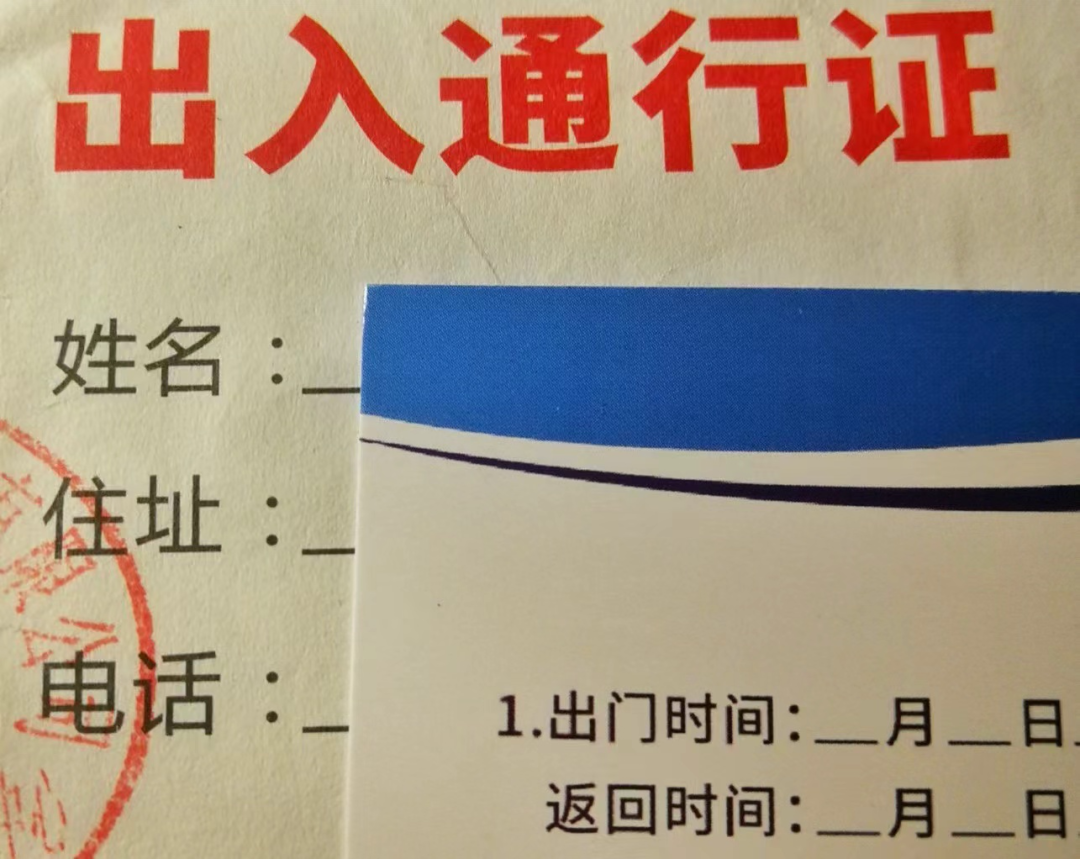 出入通行证
姓名：
住址：
电话：
1.出门时间：__月__日
返回时间：__月__日